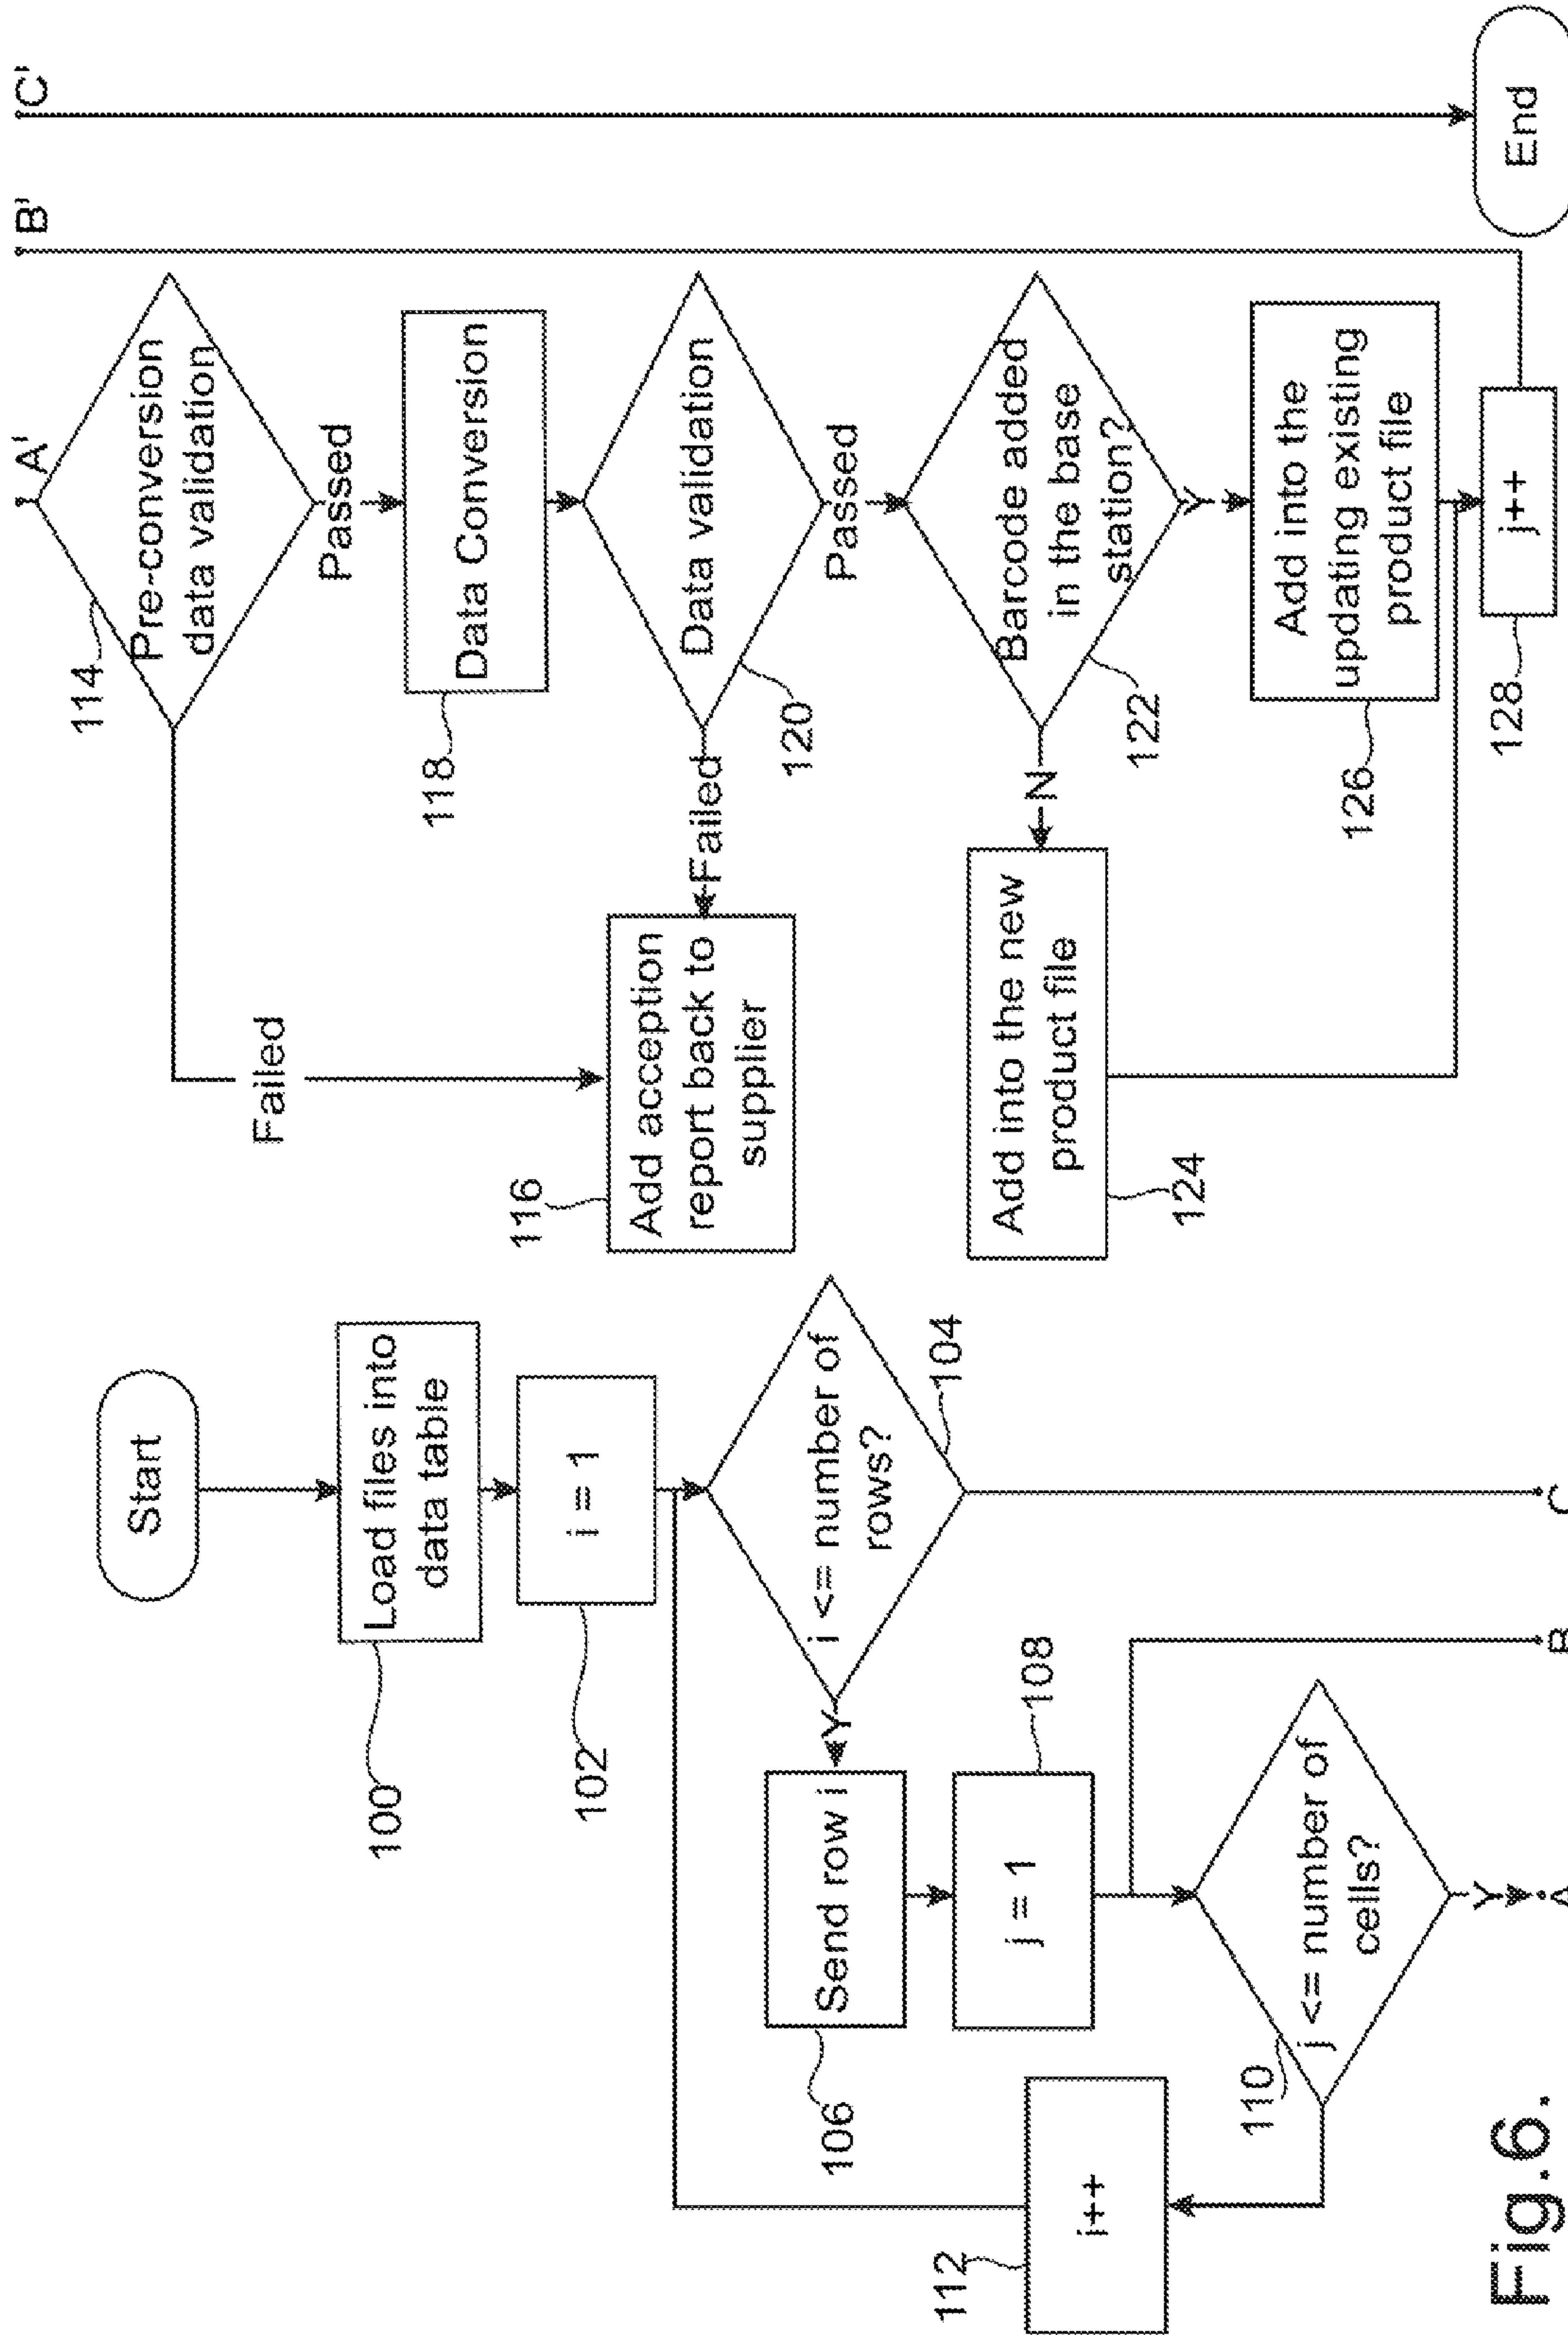 Start
Load files into
data table
100
i = 1
102
i <= number of
rows?
104
Y
Send row i
106
j = 1
108
j <= number of
cells?
110
Y
i++
112
A
B
C
A'
B'
C'
Pre-conversion
data validation
114
Failed
Passed
Data Conversion
118
Add acception
report back to
supplier
116
Failed
Data validation
120
Passed
Barcode added
in the base
station?
122
N
Y
Add into the new
product file
124
Add into the
updating existing
product file
126
j++
128
End
Fig.6.